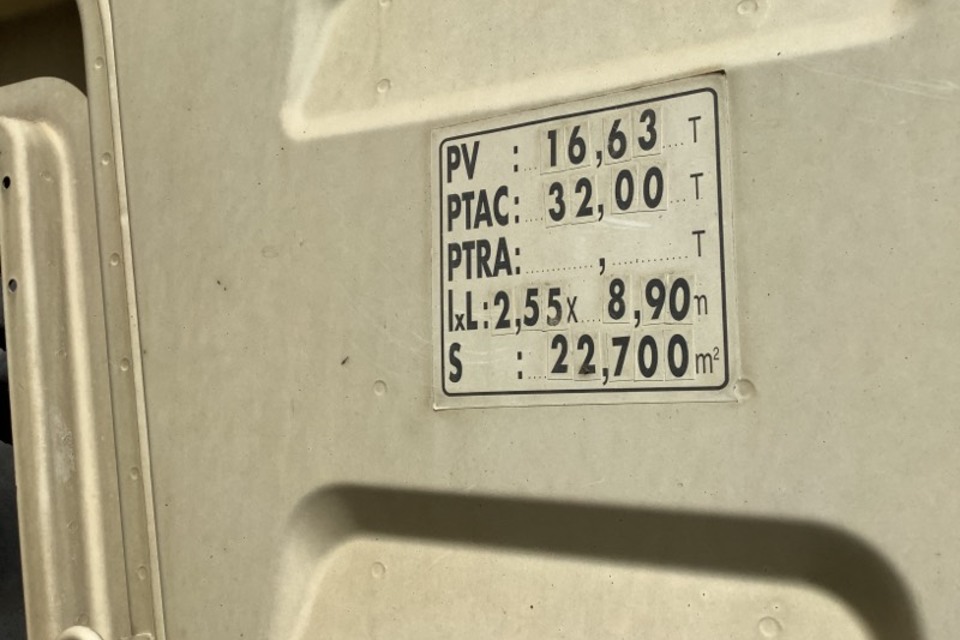 PV : 16,63 T
PTAC : 32,00 T
PTRA : , T
lxL : 2,55 x 8,90 m
S : 22,700 m²